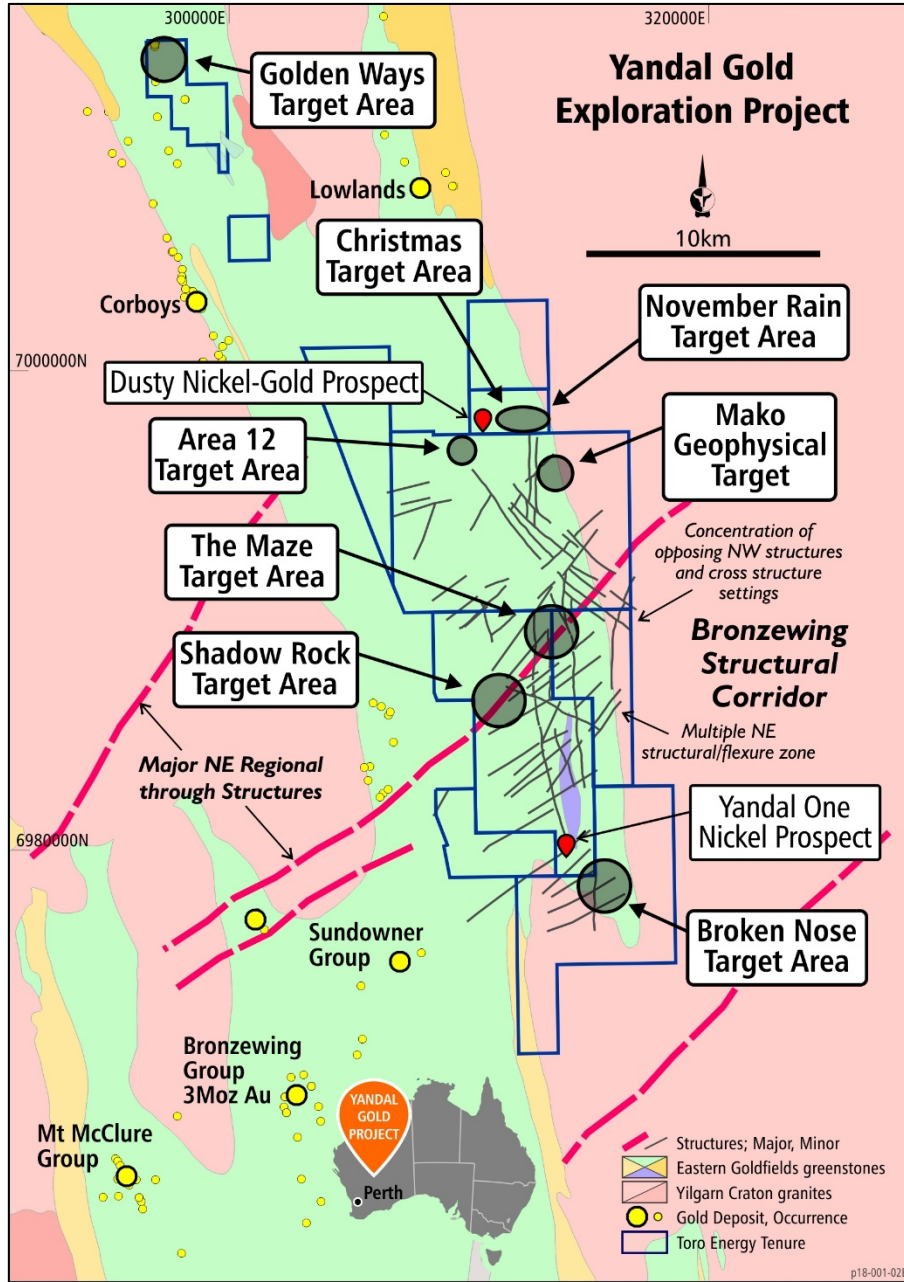 300000E
320000E
Golden Ways
Target Area
Yandal Gold
Exploration Project
Lowlands
10km
Christmas
Target Area
November Rain
Target Area
Corboys
7000000N
Dusty Nickel-Gold Prospect
Mako
Geophysical
Target
Area 12
Target Area
Concentration of
opposing NW structures
and cross structure
settings
The Maze
Target Area
Bronzewing
Structural
Corridor
Shadow Rock
Target Area
Multiple NE
structural/flexure zone
Major NE Regional
through Structures
Yandal One
Nickel Prospect
6980000N
Sundowner
Group
Broken Nose
Target Area
Bronzewing
Group
3Moz Au
YANDAL
GOLD
PROJECT
Mt McClure
Group
Perth
Structures; Major, Minor
Eastern Goldfields greenstones
Yilgarn Craton granites
Gold Deposit, Occurrence
Toro Energy Tenure